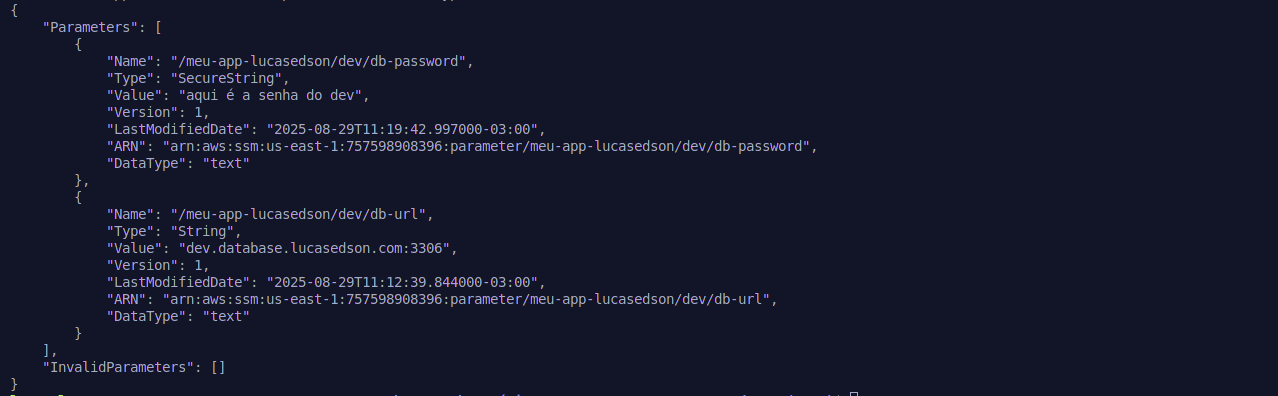 {
    "Parameters": [
        {
            "Name": "/meu-app-lucasedson/dev/db-password",
            "Type": "SecureString",
            "Value": "aqui é a senha do dev",
            "Version": 1,
            "LastModifiedDate": "2025-08-29T11:19:42.997000-03:00",
            "ARN": "arn:aws:ssm:us-east-1:757598908396:parameter/meu-app-lucasedson/dev/db-password",
            "DataType": "text"
        },
        {
            "Name": "/meu-app-lucasedson/dev/db-url",
            "Type": "String",
            "Value": "dev.database.lucasedson.com:3306",
            "Version": 1,
            "LastModifiedDate": "2025-08-29T11:12:39.844000-03:00",
            "ARN": "arn:aws:ssm:us-east-1:757598908396:parameter/meu-app-lucasedson/dev/db-url",
            "DataType": "text"
        }
    ],
    "InvalidParameters": []
}